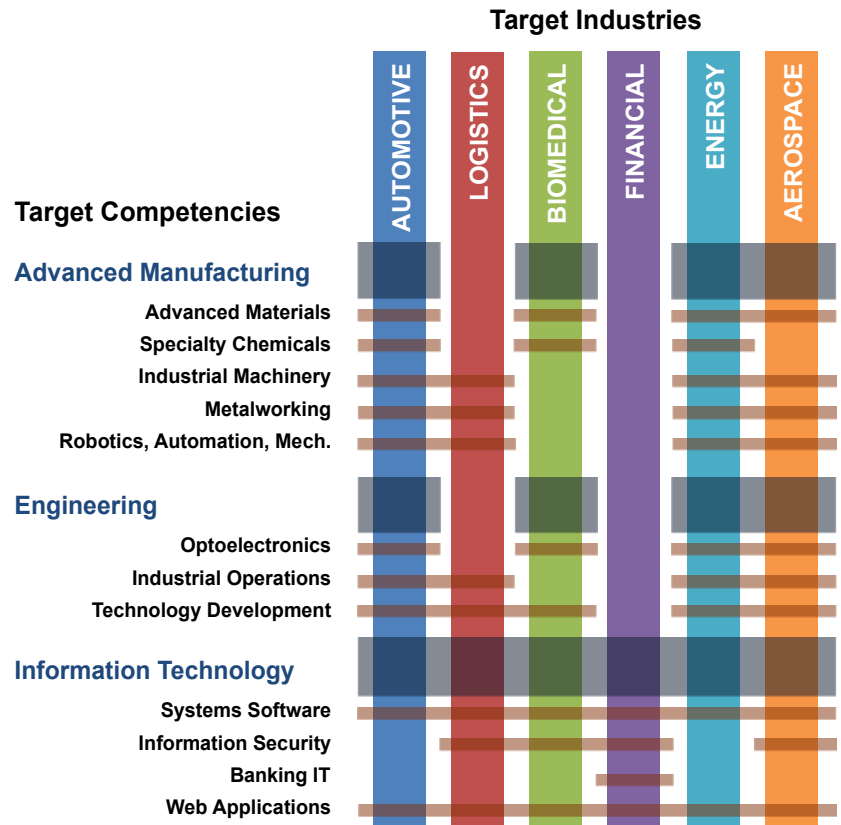 Target Industries
AUTOMOTIVE
LOGISTICS
BIOMEDICAL
FINANCIAL
ENERGY
AEROSPACE
Target Competencies
Advanced Manufacturing
Advanced Materials
Specialty Chemicals
Industrial Machinery
Metalworking
Robotics, Automation, Mech.
Engineering
Optoelectronics
Industrial Operations
Technology Development
Information Technology
Systems Software
Information Security
Banking IT
Web Applications